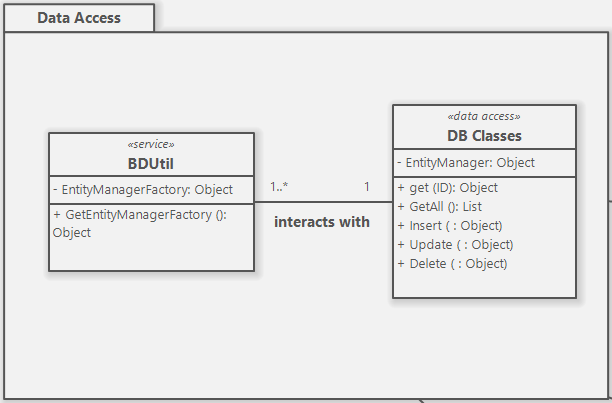 Data Access
«service»
BDUtil
- EntityManagerFactory: Object
+ GetEntityManagerFactory ():
Object
1..*
1
interacts with
«data access»
DB Classes
- EntityManager: Object
+ get (ID): Object
+ GetAll (): List
+ Insert ( : Object)
+ Update ( : Object)
+ Delete ( : Object)